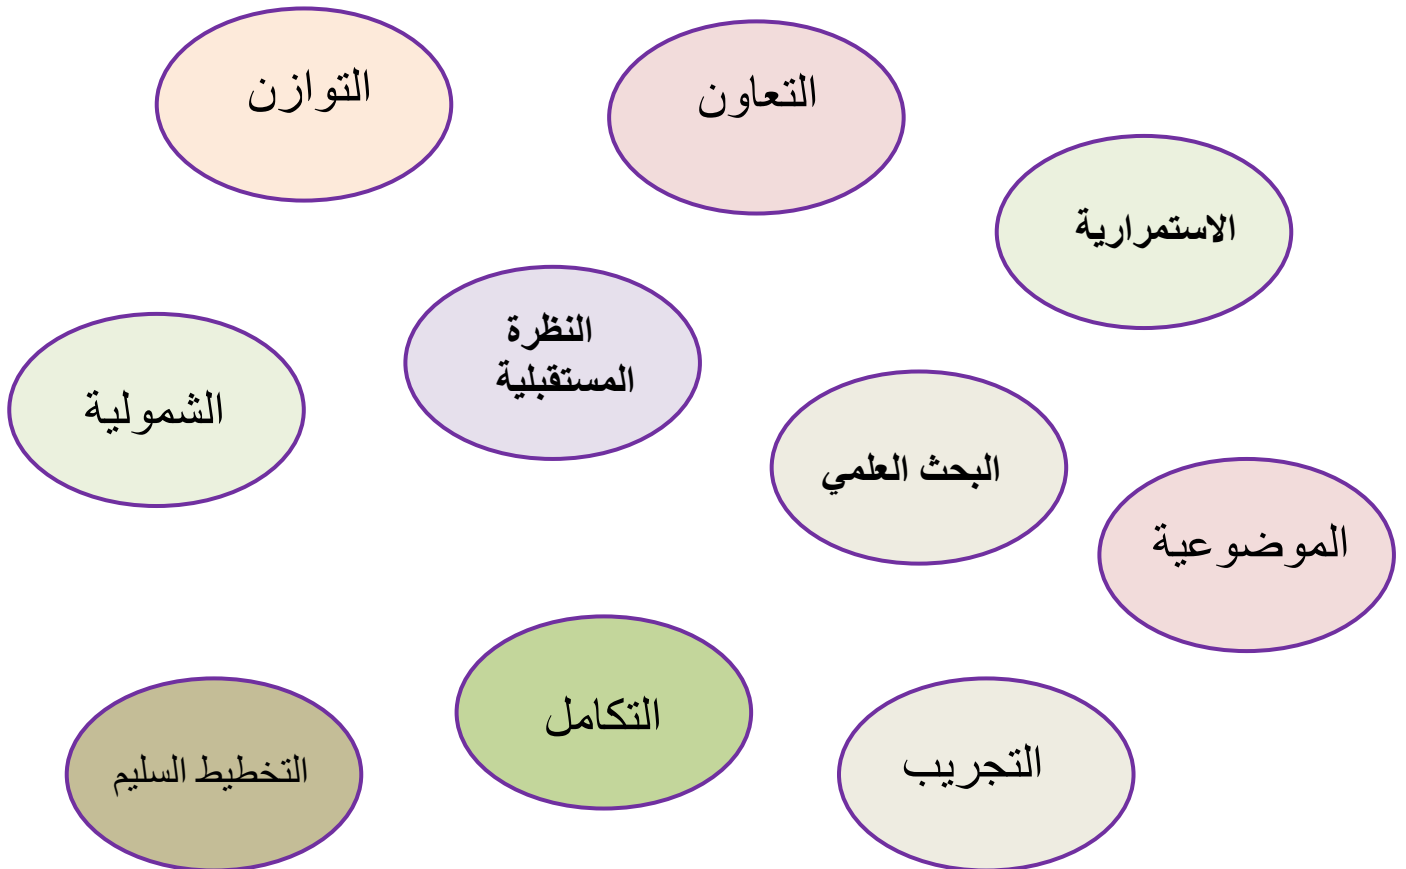 التوازن
التعاون
الاستمرارية
النظرة
المستقبلية
الشمولية
البحث العلمي
الموضوعية
التكامل
التجريب
التخطيط السليم